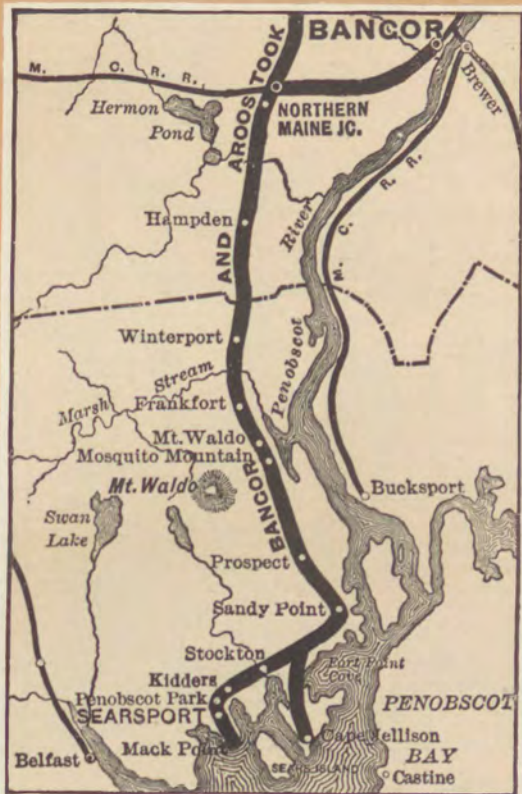 BANGOR
M. C. R. R.
AROOSTOOK
Brewer
Hermon
Pond
NORTHERN
MAINE JC.
M. C. R. R.
Hampden
River
AND
Winterport
Penobscot
Stream
Frankfort
Marsh
Mt. Waldo
Mosquito Mountain
BANGOR
Mt. Waldo
Bucksport
Swan
Lake
Prospect
Sandy Point
Stockton
Fort Point
Cove
Kidders
Penobscot Park
PENOBSCOT
SEARSPORT
Mack Point
Cape Jellison
BAY
Belfast
SEARS ISLAND
Castine